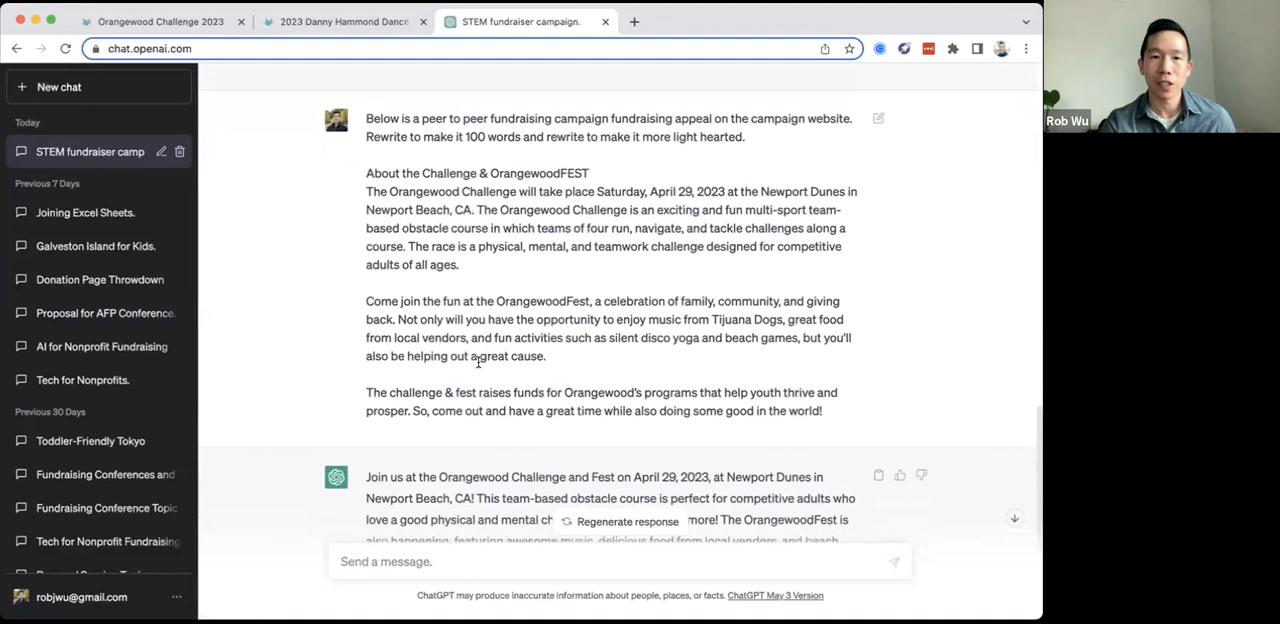 Orangewood Challenge 2023
2023 Danny Hammond Dance
STEM fundraiser campaign.
chat.openai.com
New chat
Today
STEM fundraiser camp
Previous 7 Days
Joining Excel Sheets.
Galveston Island for Kids.
Donation Page Throwdown
Proposal for AFP Conference.
AI for Nonprofit Fundraising
Tech for Nonprofits.
Previous 30 Days
Toddler-Friendly Tokyo
Fundraising Conferences and
Fundraising Conference Topic
Tech for Nonprofit Fundraising
robjwu@gmail.com
Below is a peer to peer fundraising campaign fundraising appeal on the campaign website.
Rewrite to make it 100 words and rewrite to make it more light hearted.
About the Challenge & OrangewoodFEST
The Orangewood Challenge will take place Saturday, April 29, 2023 at the Newport Dunes in
Newport Beach, CA. The Orangewood Challenge is an exciting and fun multi-sport team-
based obstacle course in which teams of four run, navigate, and tackle challenges along a
course. The race is a physical, mental, and teamwork challenge designed for competitive
adults of all ages.
Come join the fun at the OrangewoodFest, a celebration of family, community, and giving
back. Not only will you have the opportunity to enjoy music from Tijuana Dogs, great food
from local vendors, and fun activities such as silent disco yoga and beach games, but you'll
also be helping out a great cause.
The challenge & fest raises funds for Orangewood's programs that help youth thrive and
prosper. So, come out and have a great time while also doing some good in the world!
Join us at the Orangewood Challenge and Fest on April 29, 2023, at Newport Dunes in
Newport Beach, CA! This team-based obstacle course is perfect for competitive adults who
love a good physical and mental ch more! The OrangewoodFest is
also happening, featuring awesome music, delicious food from local vendors, and beach
Regenerate response
Send a message.
ChatGPT may produce inaccurate information about people, places, or facts. ChatGPT May 3 Version
Rob Wu